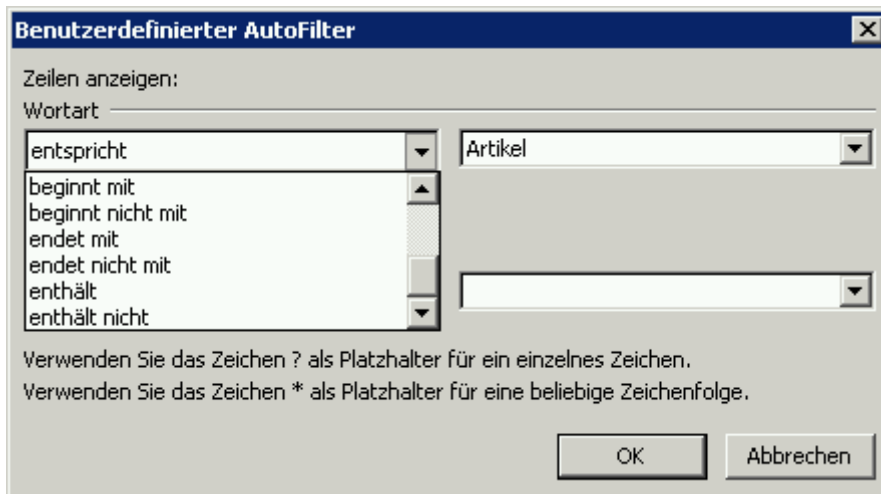 Benutzerdefinierter AutoFilter
Zeilen anzeigen:
Wortart
entspricht
Artikel
beginnt mit
beginnt nicht mit
endet mit
endet nicht mit
enthält
enthält nicht
Verwenden Sie das Zeichen ? als Platzhalter für ein einzelnes Zeichen.
Verwenden Sie das Zeichen * als Platzhalter für eine beliebige Zeichenfolge.
OK
Abbrechen